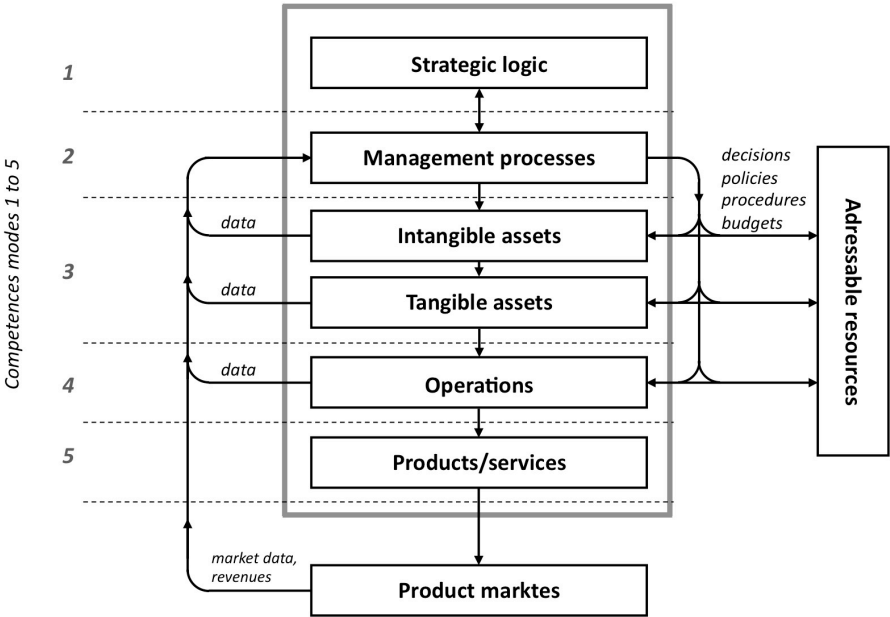 Competences modes 1 to 5
1
Strategic logic
2
Management processes
decisions
policies
procedures
budgets
Adressable resources
data
Intangible assets
3
data
Tangible assets
data
4
Operations
5
Products/services
market data,
revenues
Product marktes